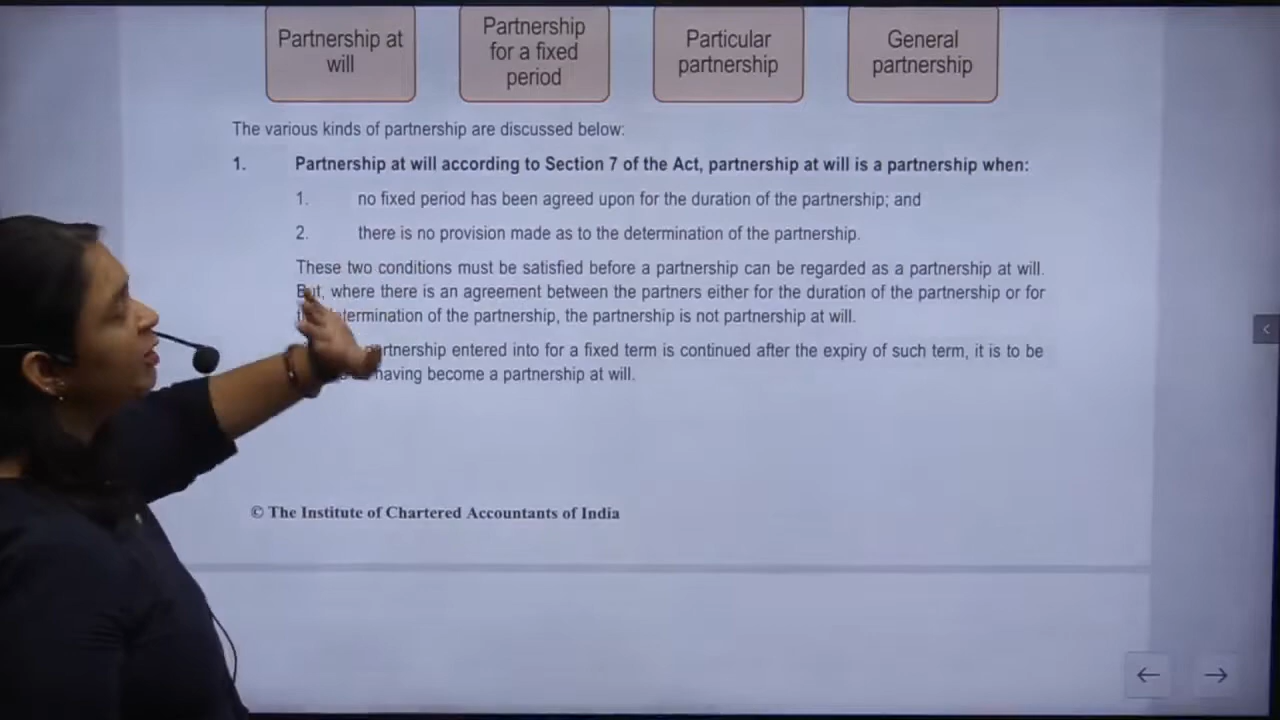 Partnership at
will
Partnership
for a fixed
period
Particular
partnership
General
partnership
The various kinds of partnership are discussed below:
1. Partnership at will according to Section 7 of the Act, partnership at will is a partnership when:
1. no fixed period has been agreed upon for the duration of the partnership; and
2. there is no provision made as to the determination of the partnership.
These two conditions must be satisfied before a partnership can be regarded as a partnership at will.
But, where there is an agreement between the partners either for the duration of the partnership or for
determination of the partnership, the partnership is not partnership at will.
partnership entered into for a fixed term is continued after the expiry of such term, it is to be
having become a partnership at will.
© The Institute of Chartered Accountants of India